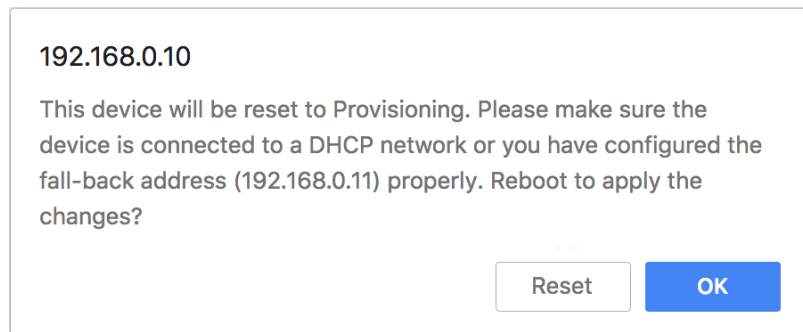 192.168.0.10
This device will be reset to Provisioning. Please make sure the
device is connected to a DHCP network or you have configured the
fall-back address (192.168.0.11) properly. Reboot to apply the
changes?
Reset OK